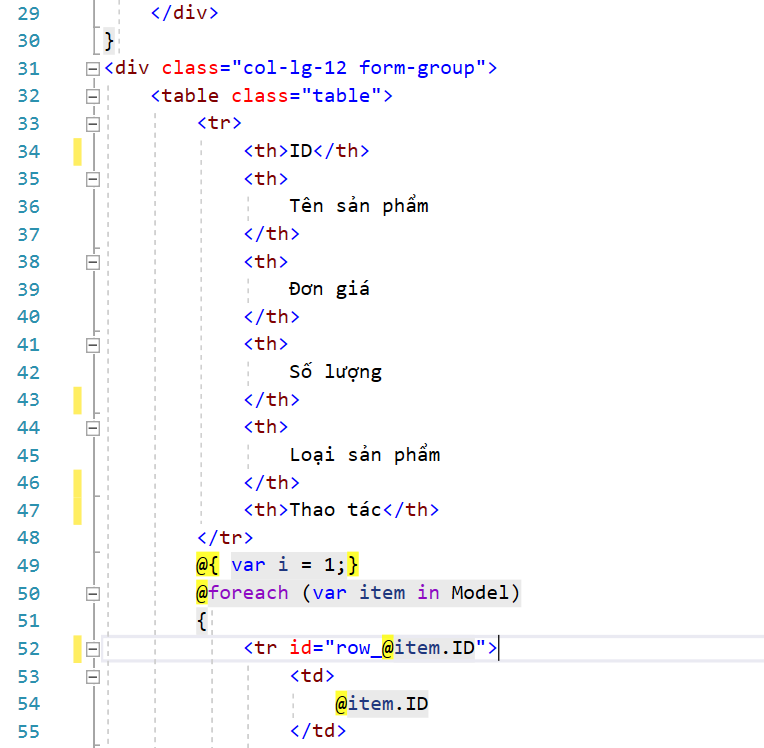 29 </div>
30 }
31 <div class="col-lg-12 form-group">
32 <table class="table">
33 <tr>
34 <th>ID</th>
35 <th>
36 Tên sản phẩm
37 </th>
38 <th>
39 Đơn giá
40 </th>
41 <th>
42 Số lượng
43 </th>
44 <th>
45 Loại sản phẩm
46 </th>
47 <th>Thao tác</th>
48 </tr>
49 @{ var i = 1;}
50 @foreach (var item in Model)
51 {
52 <tr id="row_@item.ID">
53 <td>
54 @item.ID
55 </td>